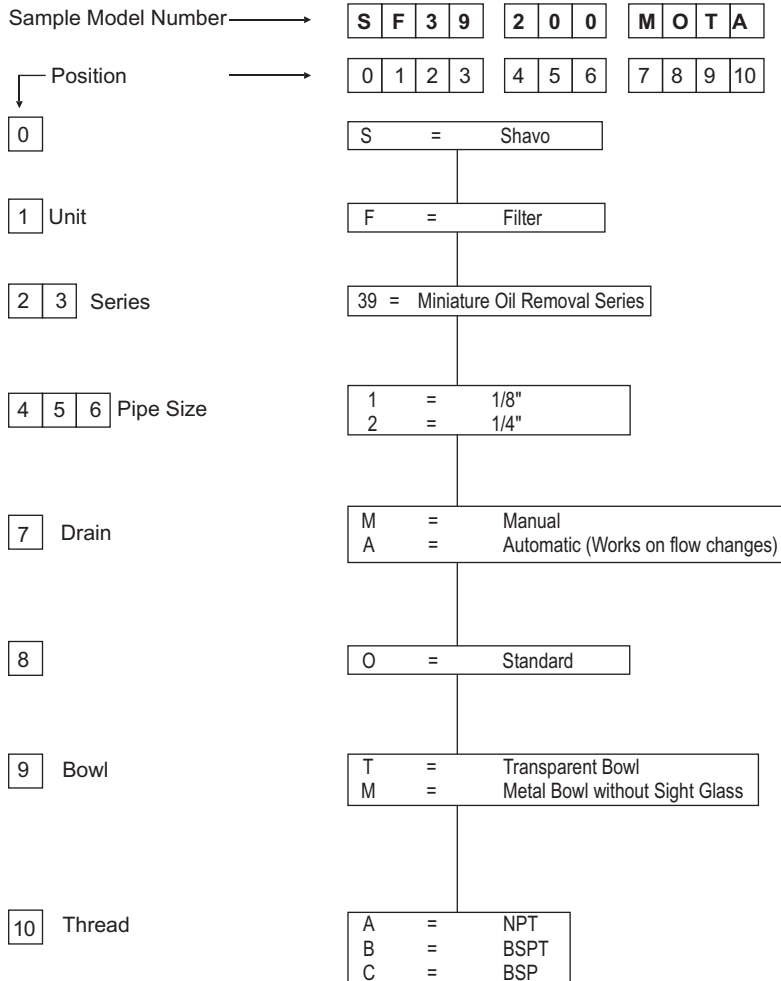 Sample Model Number S F 3 9 2 0 0 M O T A
Position 0 1 2 3 4 5 6 7 8 9 10
0 S = Shavo
1 Unit F = Filter
2 3 Series 39 = Miniature Oil Removal Series
4 5 6 Pipe Size 1 = 1/8"
2 = 1/4"
7 Drain M = Manual
A = Automatic (Works on flow changes)
8 O = Standard
9 Bowl T = Transparent Bowl
M = Metal Bowl without Sight Glass
10 Thread A = NPT
B = BSPT
C = BSP